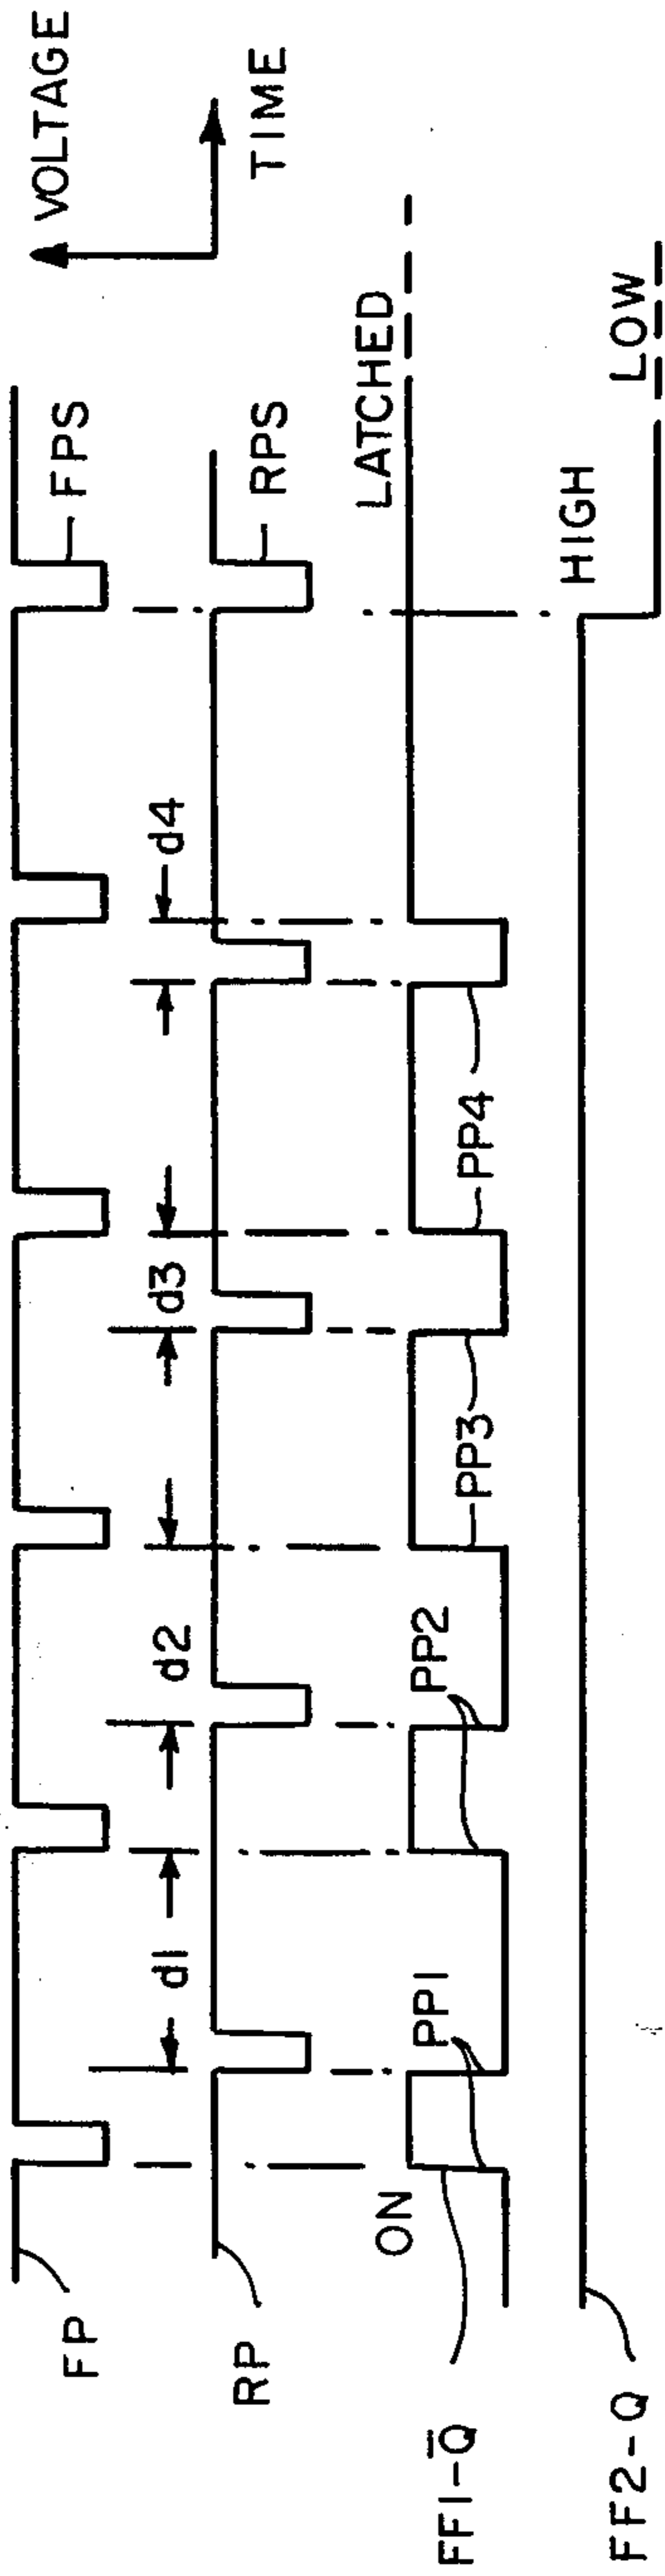 VOLTAGE
TIME
FP
FPS
d1
d2
d3
d4
RP
RPS
ON
LATCHED
FF1-Q̅
PP1
PP2
PP3
PP4
HIGH
LOW
FF2-Q